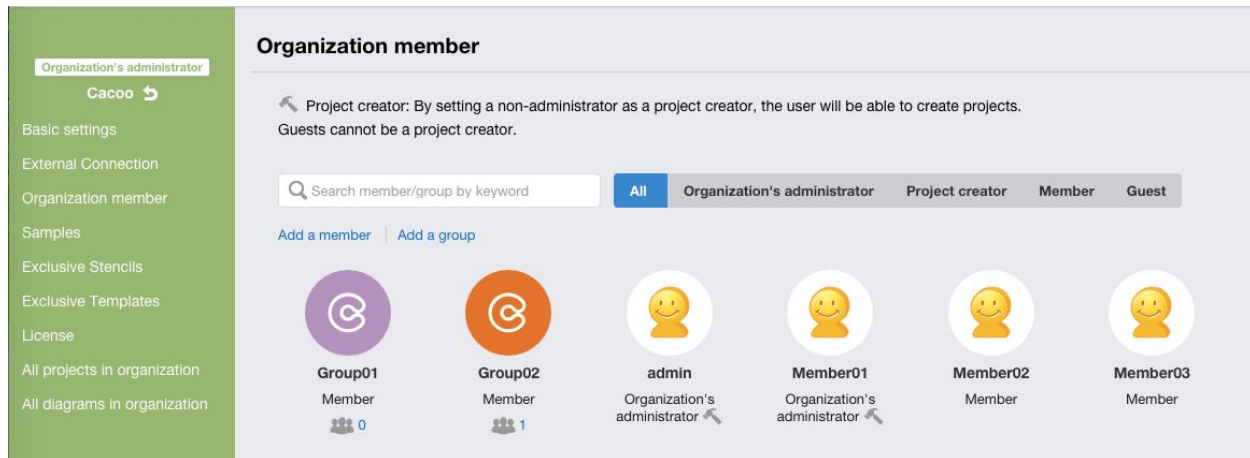 Organization member
Organization's administrator
Cacoo
Basic settings
External Connection
Organization member
Samples
Exclusive Stencils
Exclusive Templates
License
All projects in organization
All diagrams in organization
Project creator: By setting a non-administrator as a project creator, the user will be able to create projects.
Guests cannot be a project creator.
Search member/group by keyword
All Organization's administrator Project creator Member Guest
Add a member Add a group
Group01 Group02 admin Member01 Member02 Member03
Member Member Organization's Organization's Member Member
administrator administrator
0 1